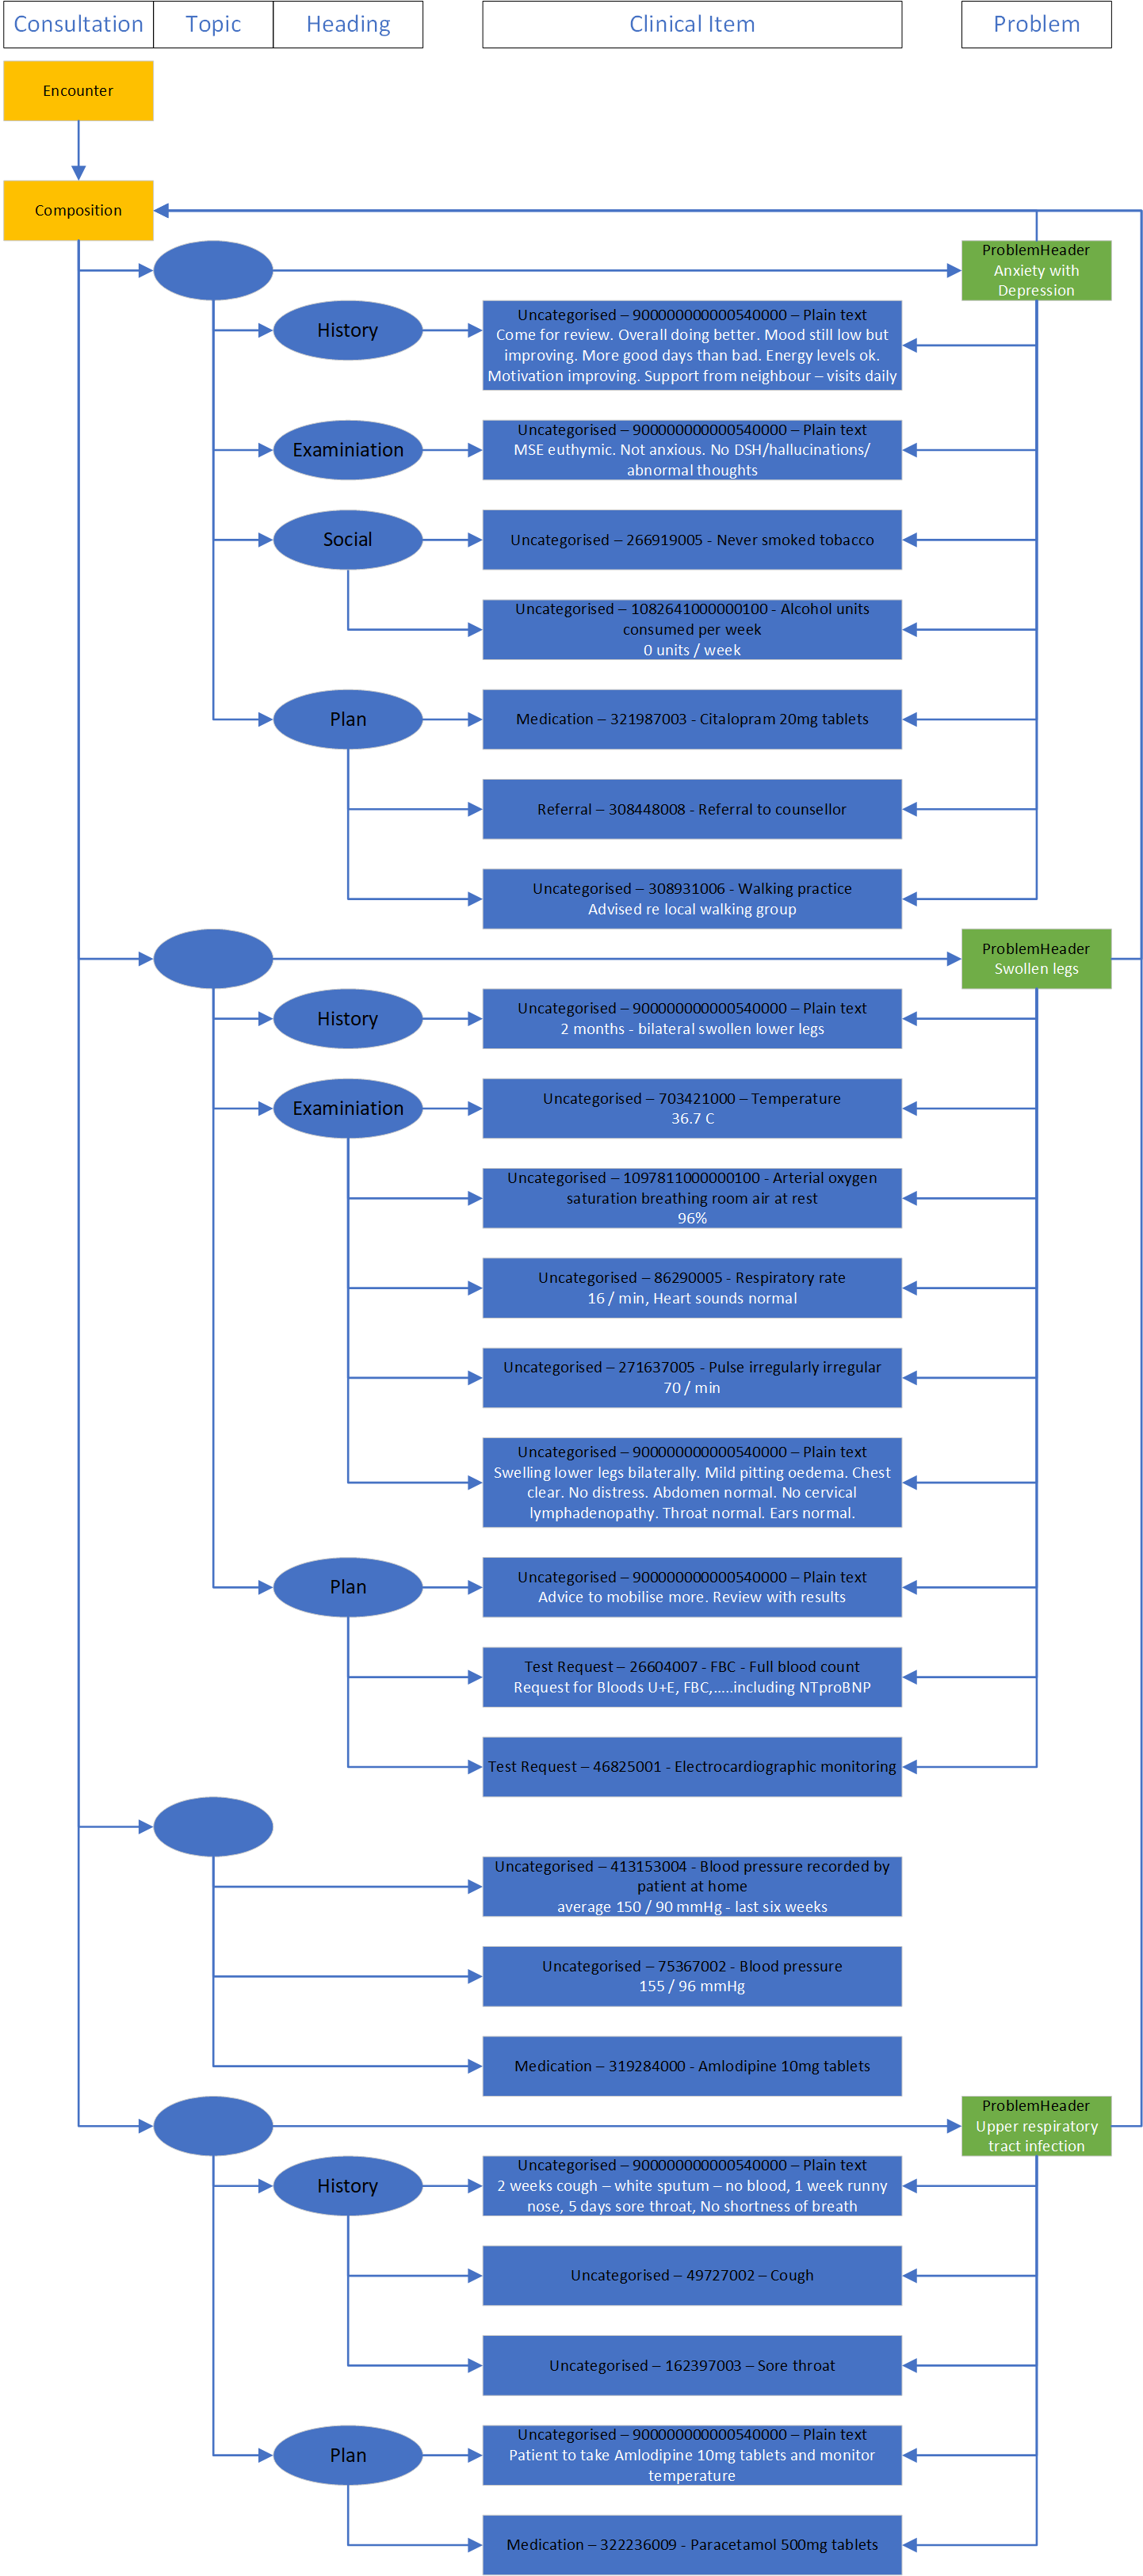 Consultation
Topic
Heading
Clinical Item
Problem
Encounter
Composition
ProblemHeader
Anxiety with
Depression
History
Uncategorised – 900000000000540000 – Plain text
Come for review. Overall doing better. Mood still low but
improving. More good days than bad. Energy levels ok.
Motivation improving. Support from neighbour – visits daily
Examiniation
Uncategorised – 900000000000540000 – Plain text
MSE euthymic. Not anxious. No DSH/hallucinations/
abnormal thoughts
Social
Uncategorised – 266919005 - Never smoked tobacco
Uncategorised – 1082641000000100 - Alcohol units
consumed per week
0 units / week
Plan
Medication – 321987003 - Citalopram 20mg tablets
Referral – 308448008 - Referral to counsellor
Uncategorised – 308931006 - Walking practice
Advised re local walking group
ProblemHeader
Swollen legs
History
Uncategorised – 900000000000540000 – Plain text
2 months - bilateral swollen lower legs
Examiniation
Uncategorised – 703421000 – Temperature
36.7 C
Uncategorised – 1097811000000100 - Arterial oxygen
saturation breathing room air at rest
96%
Uncategorised – 86290005 - Respiratory rate
16 / min, Heart sounds normal
Uncategorised – 271637005 - Pulse irregularly irregular
70 / min
Uncategorised – 900000000000540000 – Plain text
Swelling lower legs bilaterally. Mild pitting oedema. Chest
clear. No distress. Abdomen normal. No cervical
lymphadenopathy. Throat normal. Ears normal.
Plan
Uncategorised – 900000000000540000 – Plain text
Advice to mobilise more. Review with results
Test Request – 26604007 - FBC - Full blood count
Request for Bloods U+E, FBC,.....including NTproBNP
Test Request – 46825001 - Electrocardiographic monitoring
Uncategorised – 413153004 - Blood pressure recorded by
patient at home
average 150 / 90 mmHg - last six weeks
Uncategorised – 75367002 - Blood pressure
155 / 96 mmHg
Medication – 319284000 - Amlodipine 10mg tablets
ProblemHeader
Upper respiratory
tract infection
History
Uncategorised – 900000000000540000 – Plain text
2 weeks cough – white sputum – no blood, 1 week runny
nose, 5 days sore throat, No shortness of breath
Uncategorised – 49727002 – Cough
Uncategorised – 162397003 – Sore throat
Plan
Uncategorised – 900000000000540000 – Plain text
Patient to take Amlodipine 10mg tablets and monitor
temperature
Medication – 322236009 - Paracetamol 500mg tablets